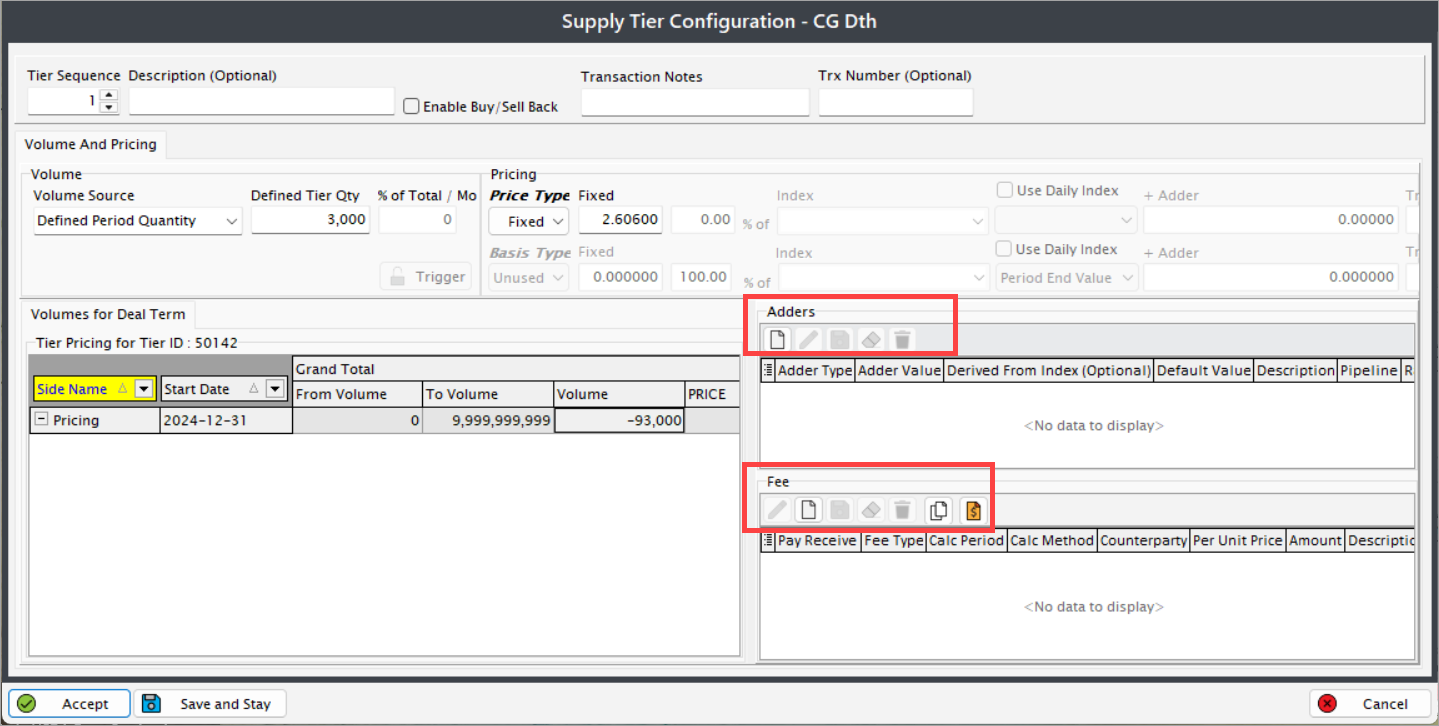 Supply Tier Configuration - CG Dth
Tier Sequence Description (Optional) Transaction Notes Trx Number (Optional)
1 Enable Buy/Sell Back
Volume And Pricing
Volume Pricing
Volume Source Defined Tier Qty % of Total / Mo Price Type Fixed Index Use Daily Index + Adder Tr
Defined Period Quantity 3,000 0 Fixed 2.60600 0.00 % of 0.00000
Basis Type Fixed Index Use Daily Index + Adder Tr
Trigger Unused 0.000000 100.00 % of Period End Value 0.000000
Volumes for Deal Term Adders
Tier Pricing for Tier ID : 50142
Grand Total
Side Name Start Date From Volume To Volume Volume PRICE
Pricing 2024-12-31 0 9,999,999,999 -93,000
Adder Type Adder Value Derived From Index (Optional) Default Value Description Pipeline R
<No data to display>
Fee
Pay Receive Fee Type Calc Period Calc Method Counterparty Per Unit Price Amount Descriptio
<No data to display>
Accept Save and Stay Cancel